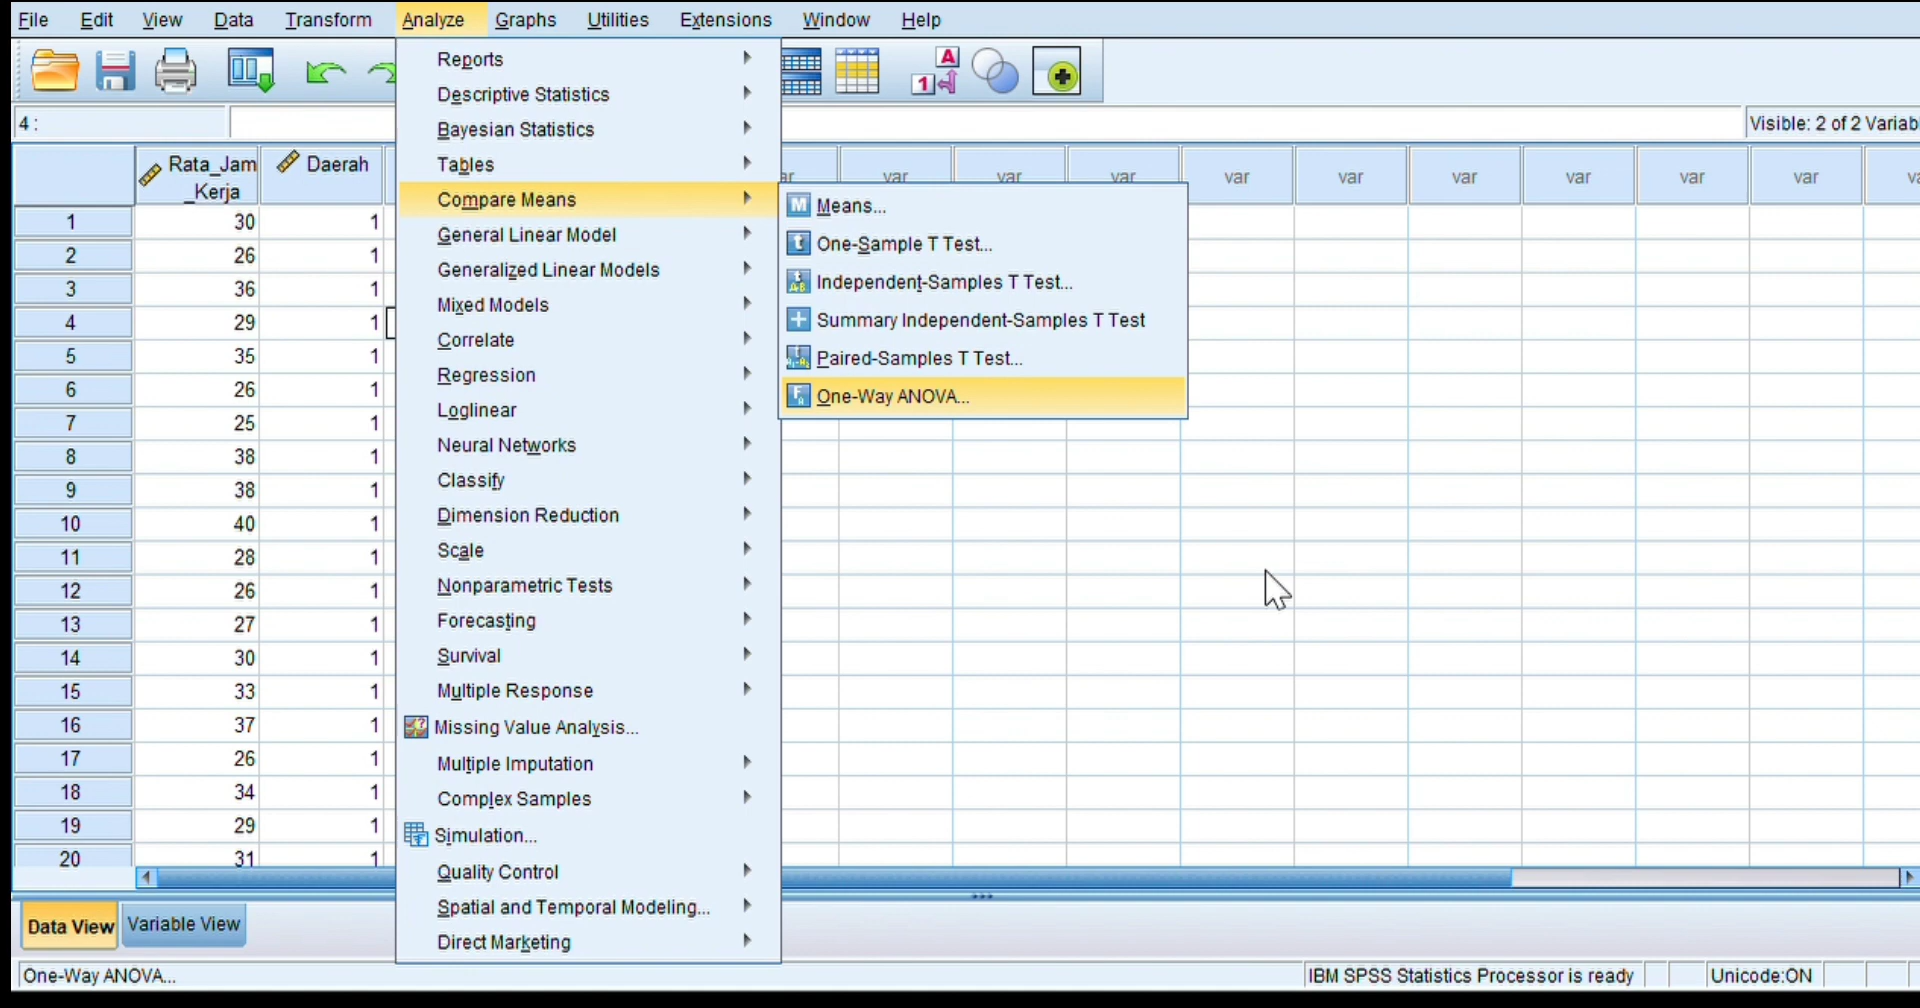 File Edit View Data Transform Analyze Graphs Utilities Extensions Window Help
A
1
4 :
Visible: 2 of 2 Variab
Rata_Jam
_Kerja
Daerah
var var var var var var var var var
1 30 1
2 26 1
3 36 1
4 29 1
5 35 1
6 26 1
7 25 1
8 38 1
9 38 1
10 40 1
11 28 1
12 26 1
13 27 1
14 30 1
15 33 1
16 37 1
17 26 1
18 34 1
19 29 1
20 31 1
Reports
Descriptive Statistics
Bayesian Statistics
Tables
Compare Means
General Linear Model
Generalized Linear Models
Mixed Models
Correlate
Regression
Loglinear
Neural Networks
Classify
Dimension Reduction
Scale
Nonparametric Tests
Forecasting
Survival
Multiple Response
Missing Value Analysis...
Multiple Imputation
Complex Samples
Simulation...
Quality Control
Spatial and Temporal Modeling...
Direct Marketing
M Means...
t One-Sample T Test...
Independent-Samples T Test...
Summary Independent-Samples T Test
Paired-Samples T Test...
One-Way ANOVA...
Data View Variable View
One-Way ANOVA...
IBM SPSS Statistics Processor is ready
Unicode:ON